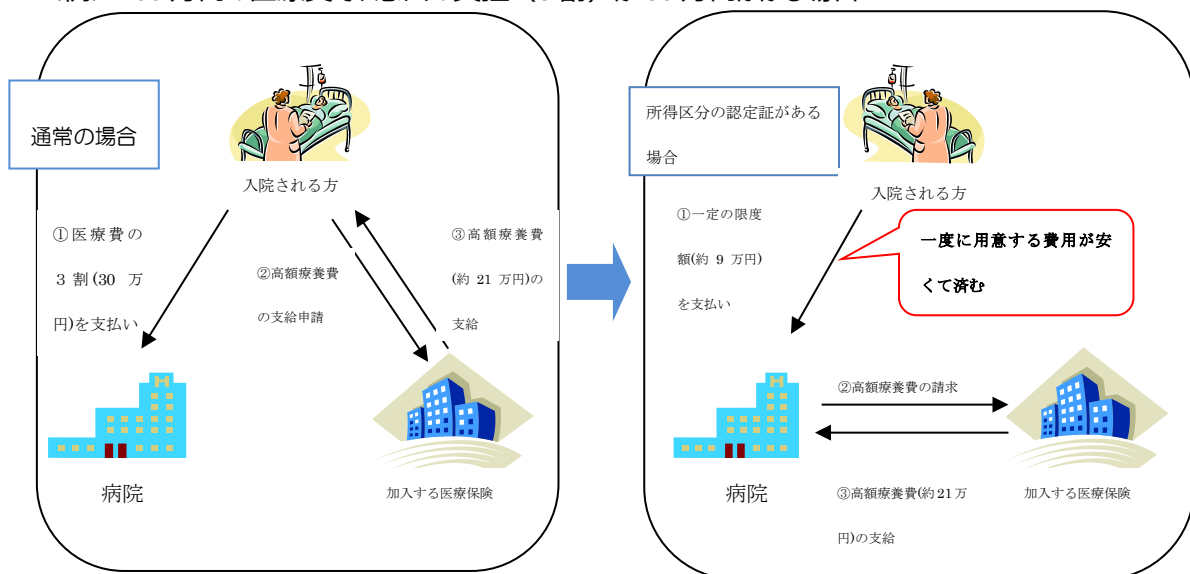 通常の場合
入院される方
①医療費の
3 割(30 万
円)を支払い
②高額療養費
の支給申請
③高額療養費
(約 21 万円)の
支給
病院
加入する医療保険
所得区分の認定証がある
場合
入院される方
①一定の限度
額(約 9 万円)
を支払い
一度に用意する費用が安
くて済む
②高額療養費の請求
病院
③高額療養費(約21万
円)の支給
加入する医療保険